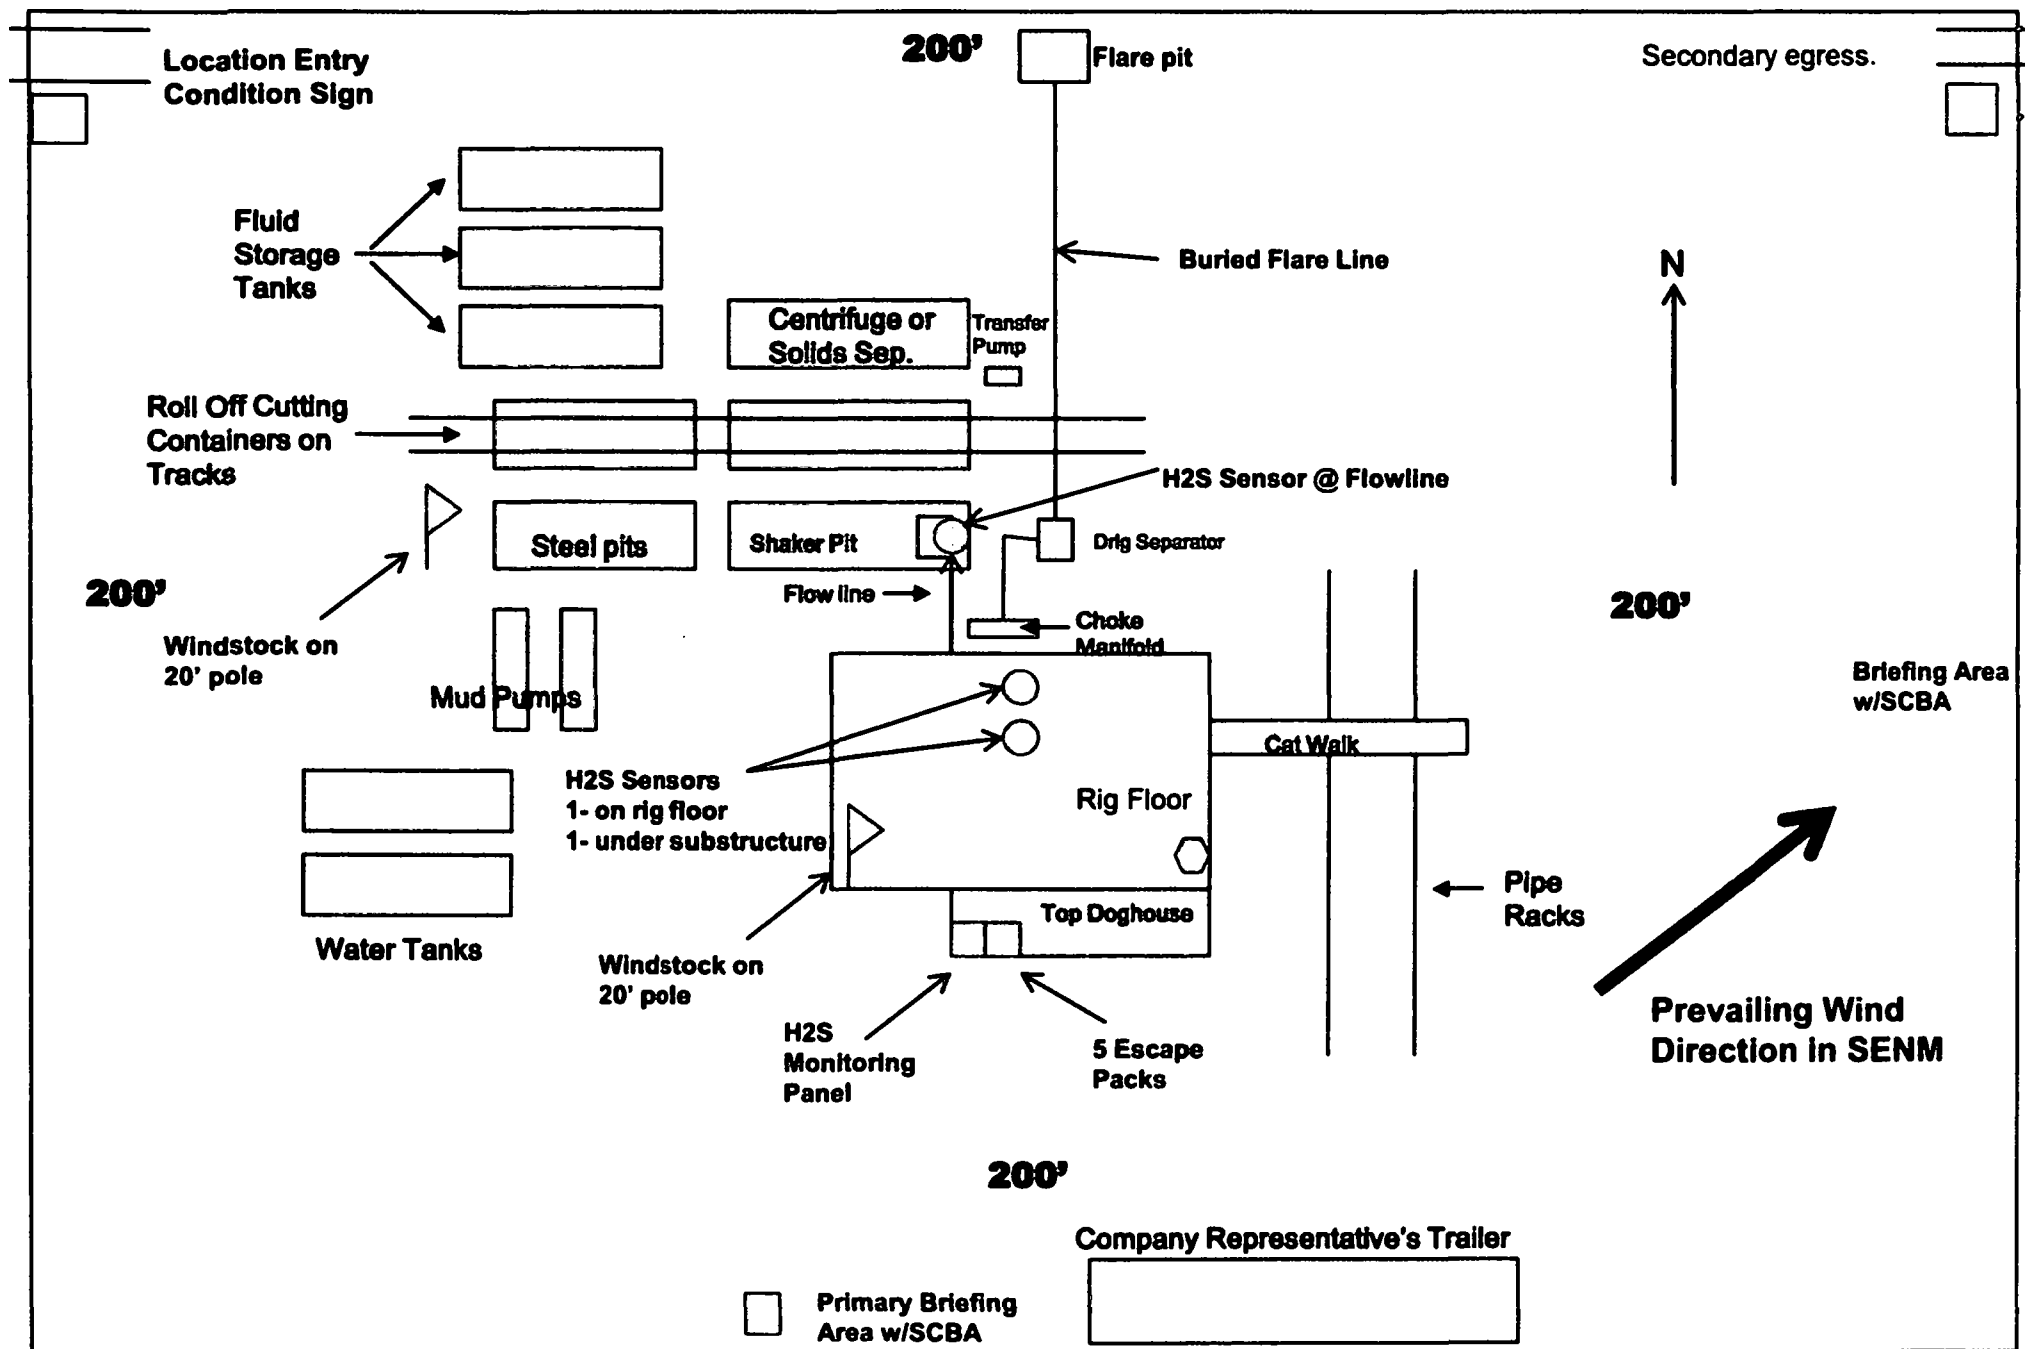 Location Entry
Condition Sign
200'
Flare pit
Secondary egress.
Fluid
Storage
Tanks
Buried Flare Line
N
Centrifuge or
Solids Sep.
Transfer
Pump
Roll Off Cutting
Containers on
Tracks
H2S Sensor @ Flowline
Steel pits
Shaker Pit
Drlg Separator
200'
Flow line
200'
Choke
Manifold
Windstock on
20' pole
Mud Pumps
Briefing Area
w/SCBA
Cat Walk
H2S Sensors
1- on rig floor
1- under substructure
Rig Floor
Pipe
Racks
Top Doghouse
Water Tanks
Windstock on
20' pole
Prevailing Wind
Direction in SENM
H2S
Monitoring
Panel
5 Escape
Packs
200'
Company Representative's Trailer
Primary Briefing
Area w/SCBA